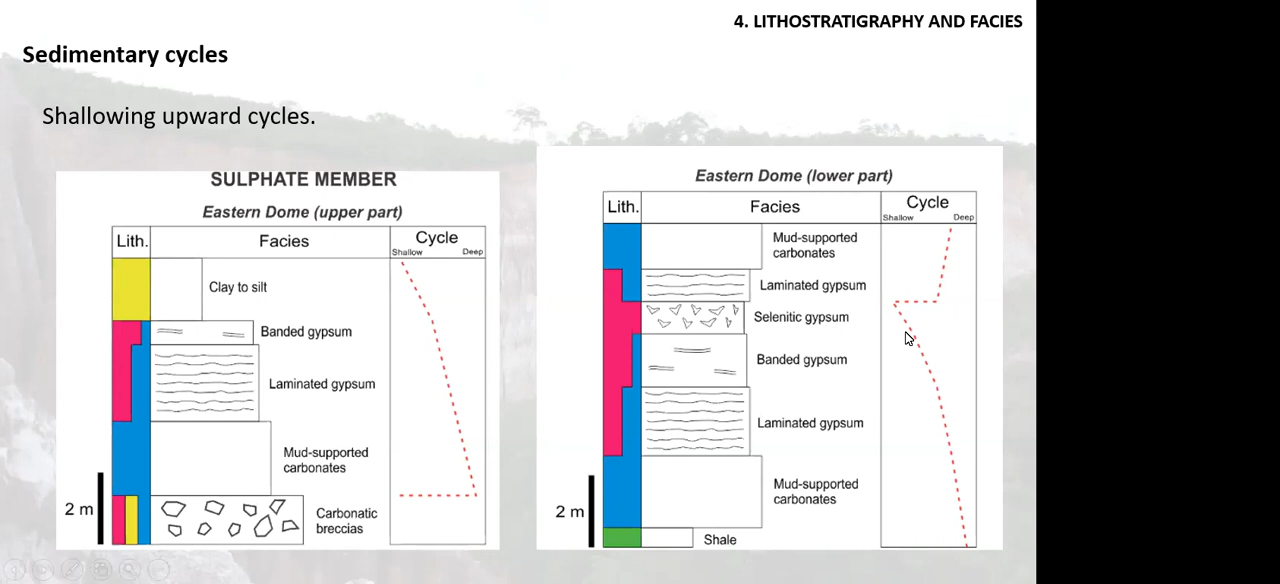 4. LITHOSTRATIGRAPHY AND FACIES
Sedimentary cycles
Shallowing upward cycles.
SULPHATE MEMBER
Eastern Dome (upper part)
Lith.
Facies
Cycle
Shallow
Deep
Clay to silt
Banded gypsum
Laminated gypsum
Mud-supported
carbonates
Carbonatic
breccias
2 m
Eastern Dome (lower part)
Lith.
Facies
Cycle
Shallow
Deep
Mud-supported
carbonates
Laminated gypsum
Selenitic gypsum
Banded gypsum
Laminated gypsum
Mud-supported
carbonates
Shale
2 m